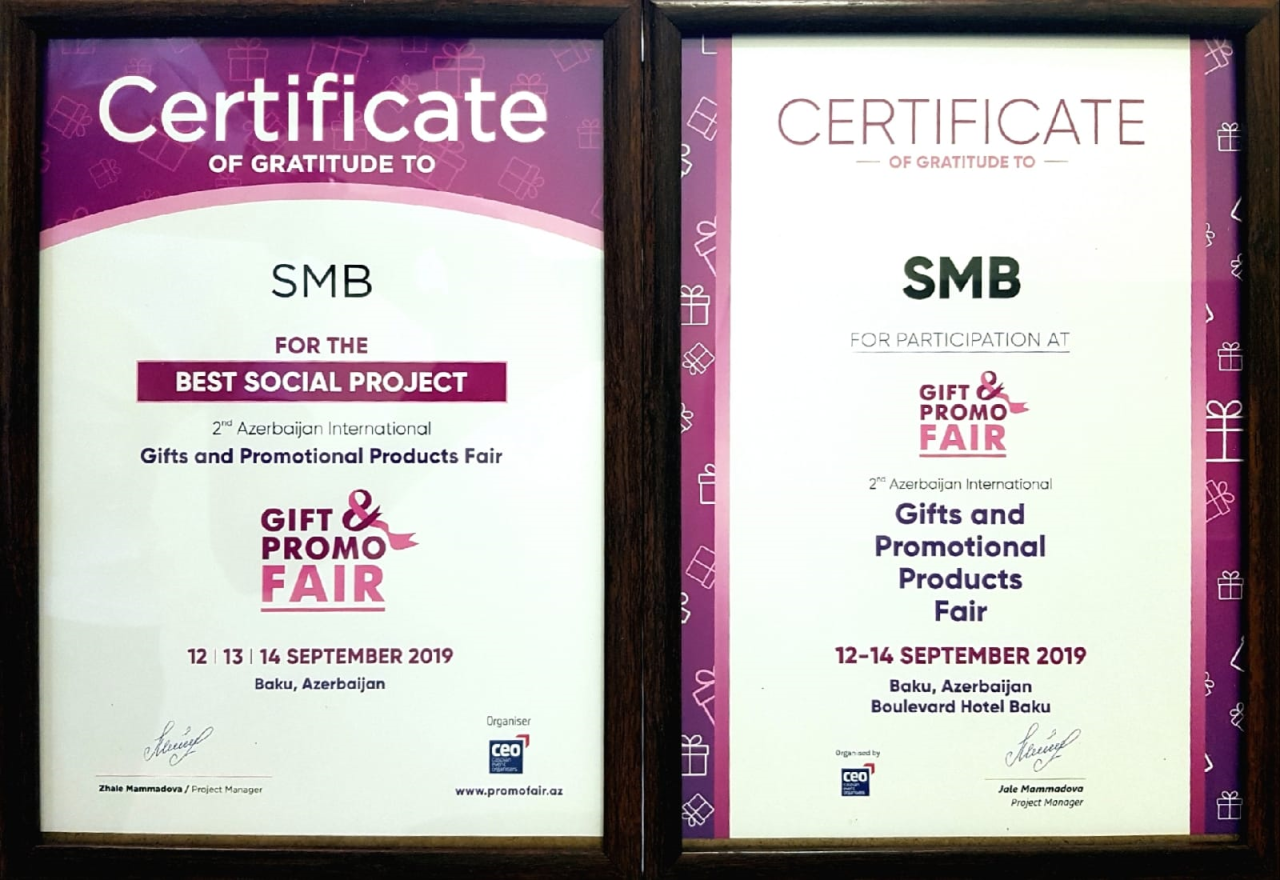 Certificate
OF GRATITUDE TO
SMB
FOR THE
BEST SOCIAL PROJECT
2nd Azerbaijan International
Gifts and Promotional Products Fair
GIFT &
PROMO
FAIR
12 | 13 | 14 SEPTEMBER 2019
Baku, Azerbaijan
Zhale Mammadova / Project Manager
Organiser
ceo
www.promofair.az
CERTIFICATE
OF GRATITUDE TO
SMB
FOR PARTICIPATION AT
GIFT &
PROMO
FAIR
2nd Azerbaijan International
Gifts and
Promotional
Products
Fair
12-14 SEPTEMBER 2019
Baku, Azerbaijan
Boulevard Hotel Baku
Organised by
ceo
Jale Mammadova
Project Manager